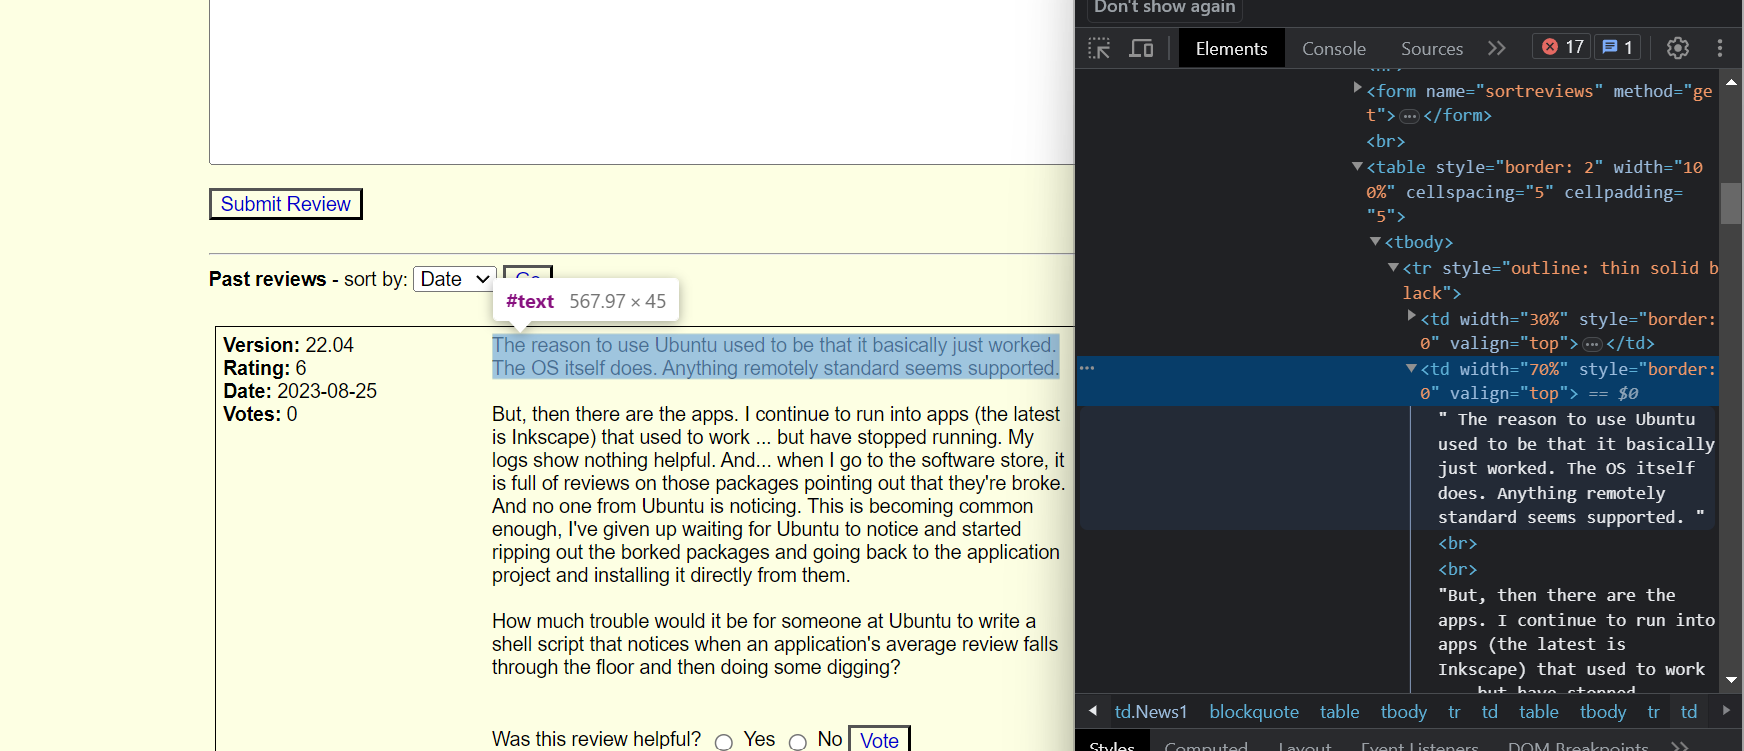 Submit Review
Past reviews - sort by: Date
#text 567.97 × 45
Version: 22.04
Rating: 6
Date: 2023-08-25
Votes: 0
The reason to use Ubuntu used to be that it basically just worked.
The OS itself does. Anything remotely standard seems supported.
But, then there are the apps. I continue to run into apps (the latest
is Inkscape) that used to work ... but have stopped running. My
logs show nothing helpful. And... when I go to the software store, it
is full of reviews on those packages pointing out that they're broke.
And no one from Ubuntu is noticing. This is becoming common
enough, I've given up waiting for Ubuntu to notice and started
ripping out the borked packages and going back to the application
project and installing it directly from them.
How much trouble would it be for someone at Ubuntu to write a
shell script that notices when an application's average review falls
through the floor and then doing some digging?
Was this review helpful? Yes No Vote
Don't show again
Elements Console Sources 17 1
<form name="sortreviews" method="ge
t"> … </form>
<br>
<table style="border: 2" width="10
0%" cellspacing="5" cellpadding=
"5">
<tbody>
<tr style="outline: thin solid b
lack">
<td width="30%" style="border:
0" valign="top"> … </td>
<td width="70%" style="border:
0" valign="top"> == $0
" The reason to use Ubuntu
used to be that it basically
just worked. The OS itself
does. Anything remotely
standard seems supported. "
<br>
<br>
"But, then there are the
apps. I continue to run into
apps (the latest is
Inkscape) that used to work
... but have stopped
td.News1 blockquote table tbody tr td table tbody tr td
Styles Computed Layout Event Listeners DOM Breakpoints